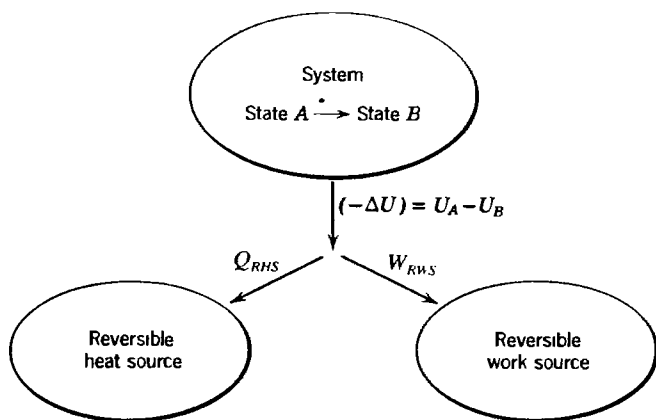 System
State A → State B
(−ΔU) = U_A − U_B
Q_RHS
W_RWS
Reversible
heat source
Reversible
work source